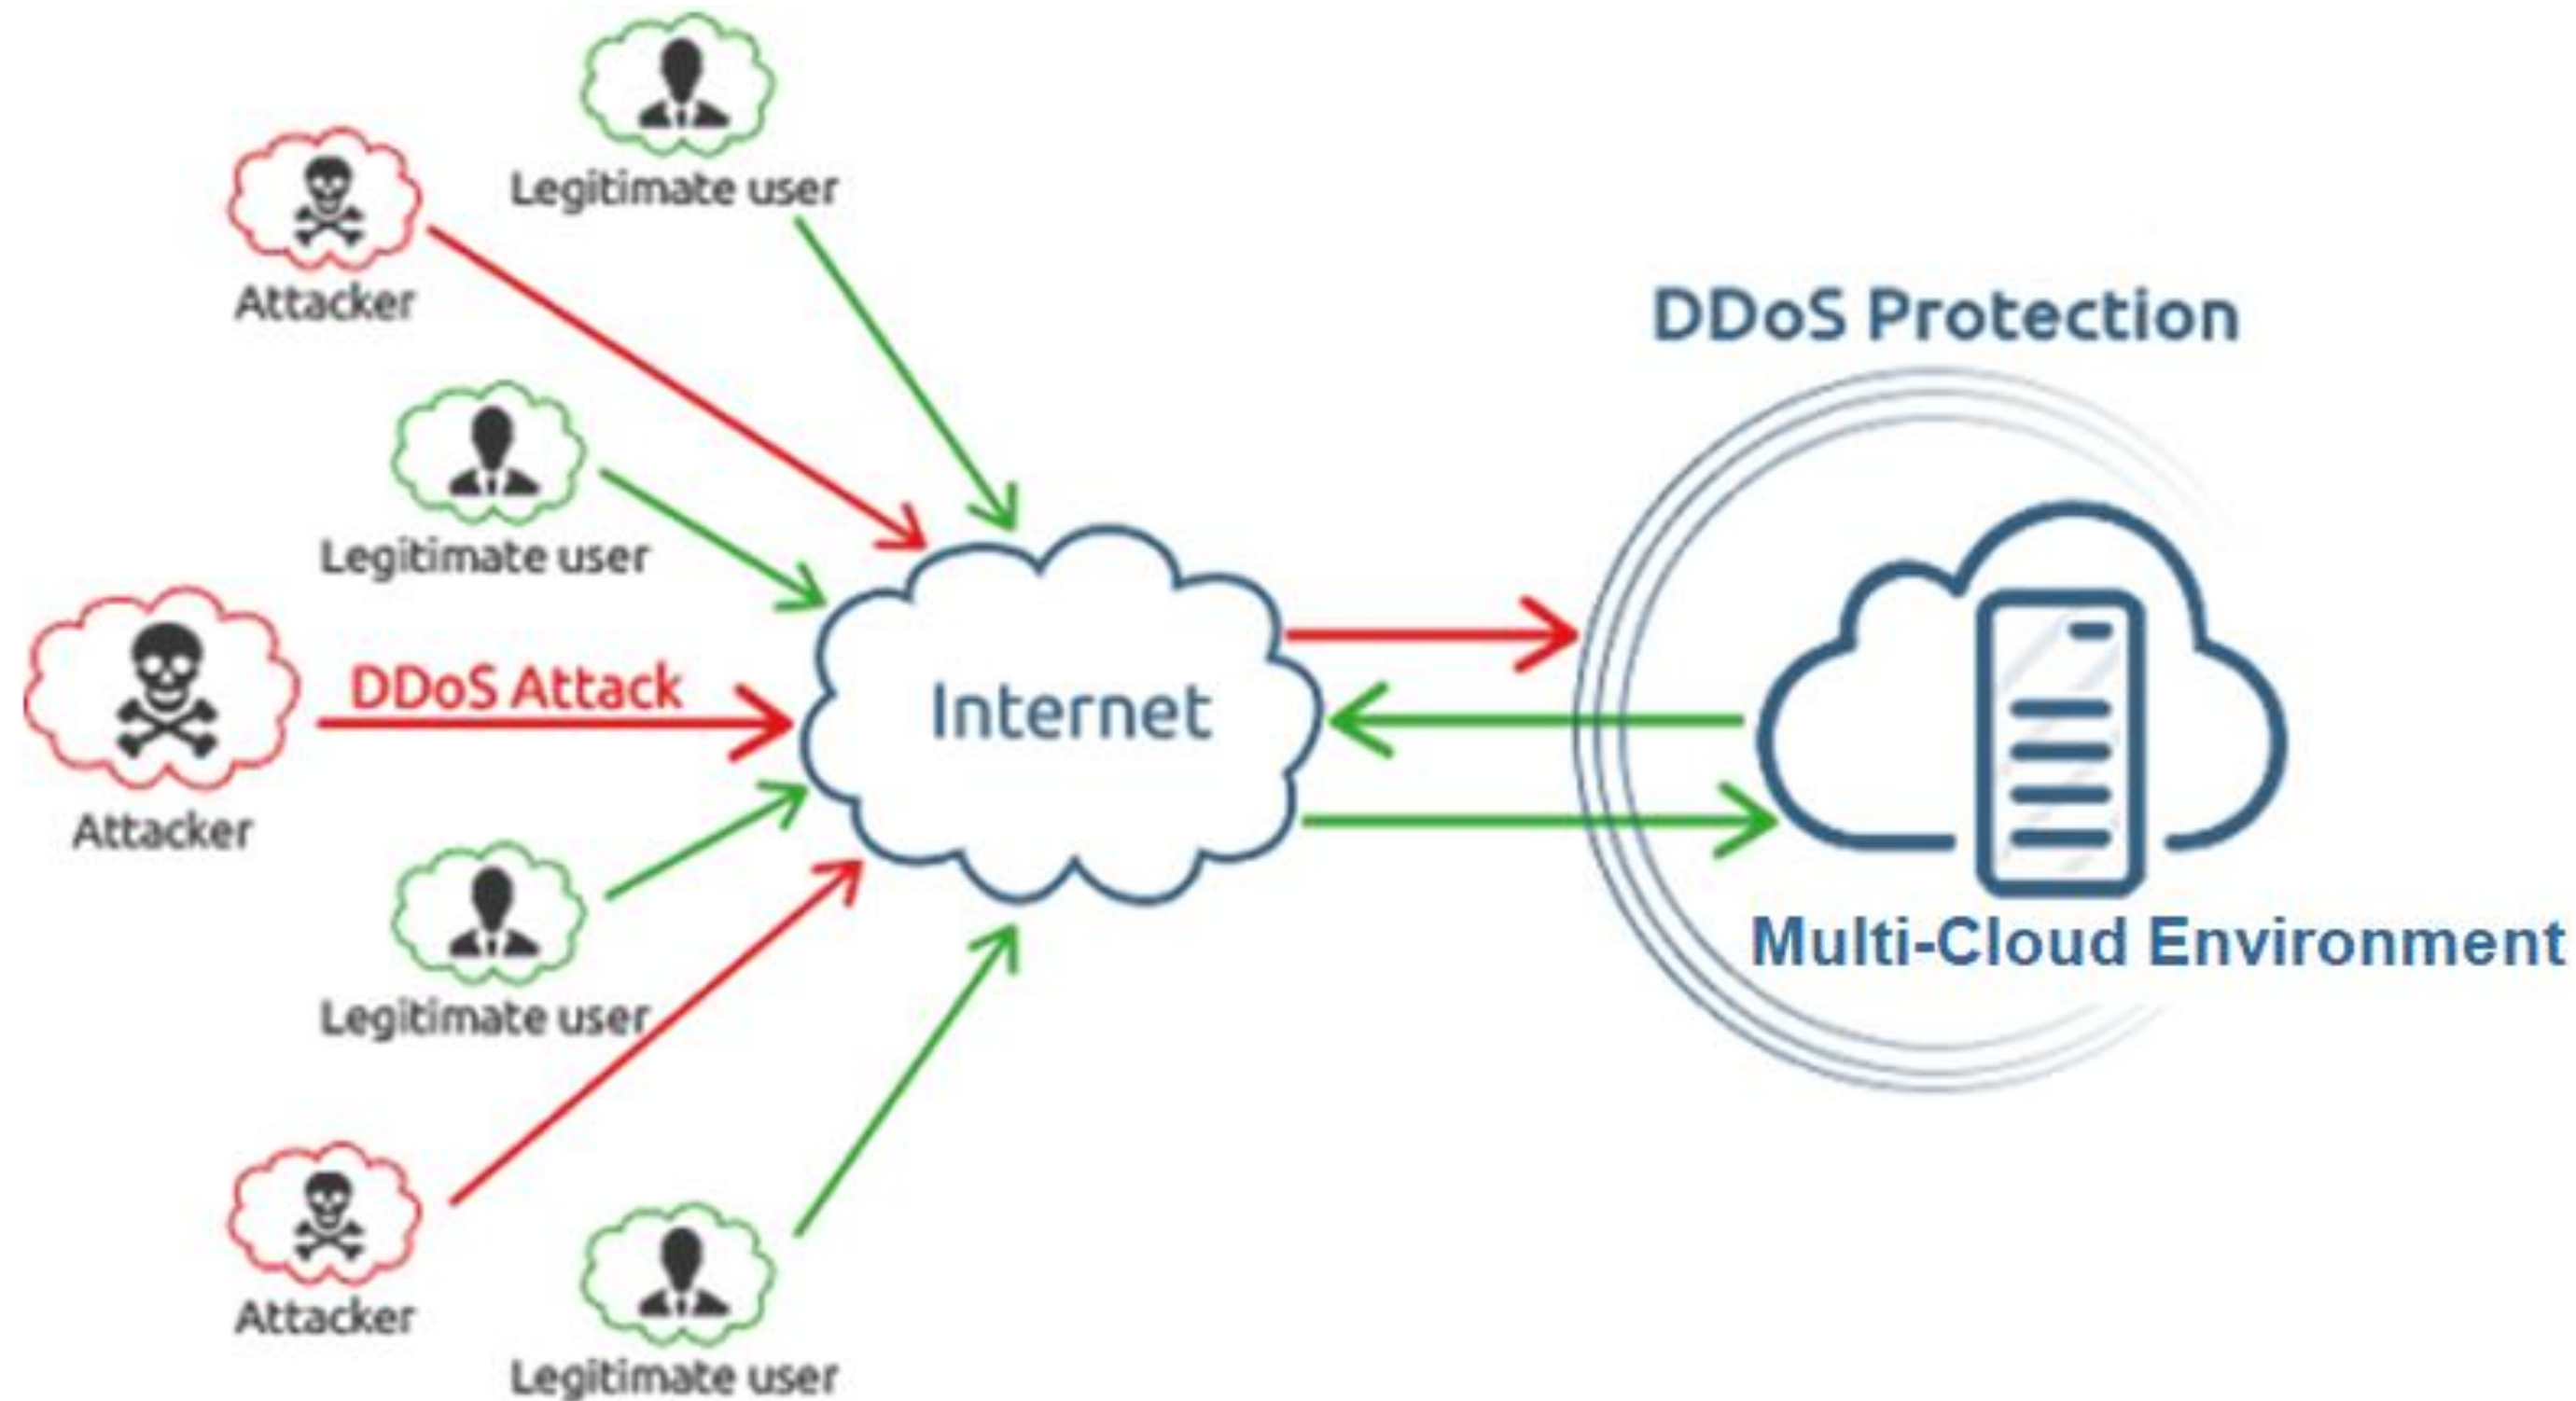 Legitimate user
Attacker
DDoS Protection
Legitimate user
DDoS Attack
Internet
Attacker
Multi-Cloud Environment
Legitimate user
Attacker
Legitimate user